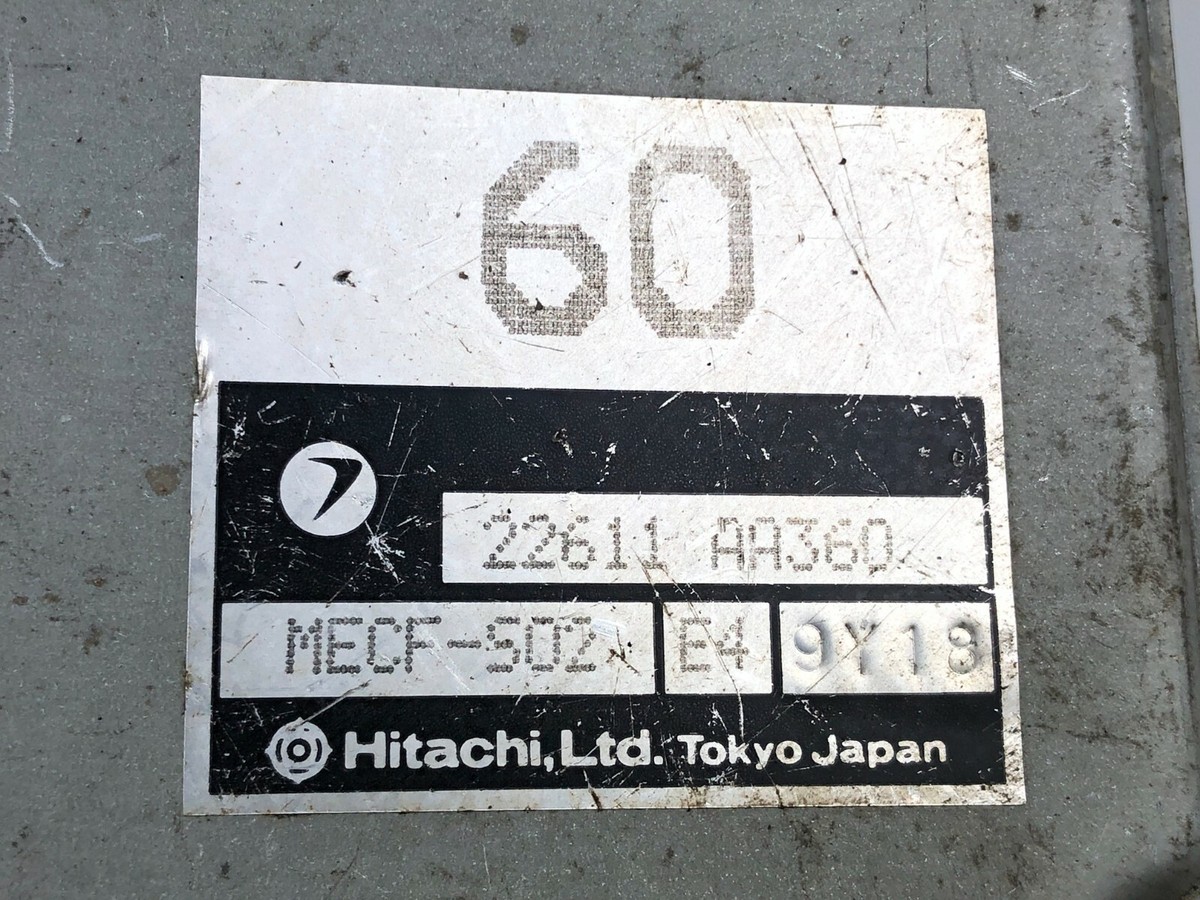 60
22611 AA360
MECF-502 E4 9Y18
Hitachi, Ltd. Tokyo Japan